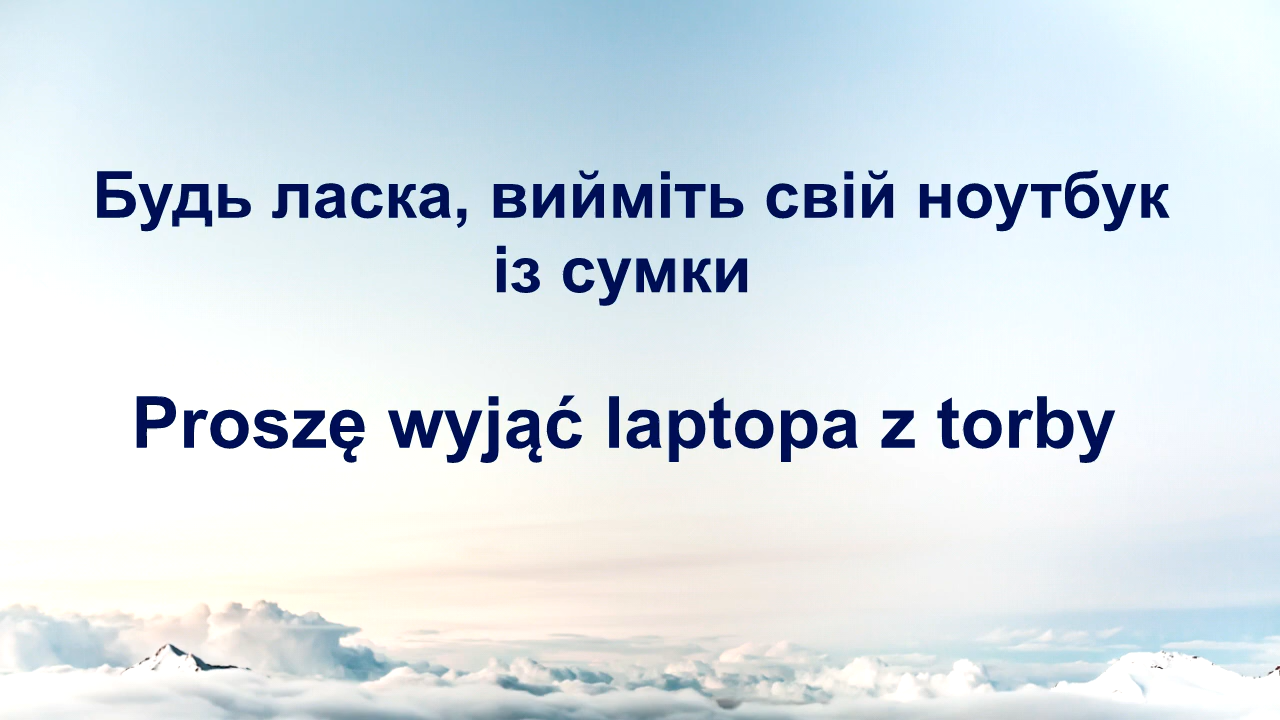 Будь ласка, вийміть свій ноутбук
із сумки
Proszę wyjąć laptopa z torby